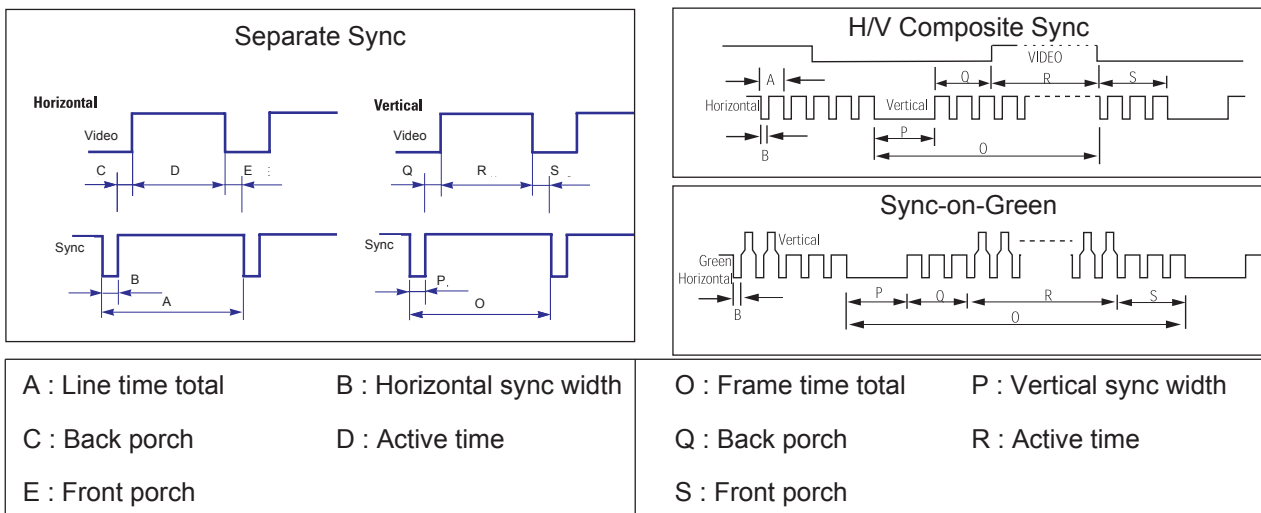 Separate Sync
Horizontal
Video
C D E
Sync
B
A
Vertical
Video
Q R S
Sync
P
O
H/V Composite Sync
VIDEO
A Q R S
Horizontal Vertical
P
B O
Sync-on-Green
Vertical
Green
Horizontal
P Q R S
B
O
A : Line time total B : Horizontal sync width
C : Back porch D : Active time
E : Front porch
O : Frame time total P : Vertical sync width
Q : Back porch R : Active time
S : Front porch